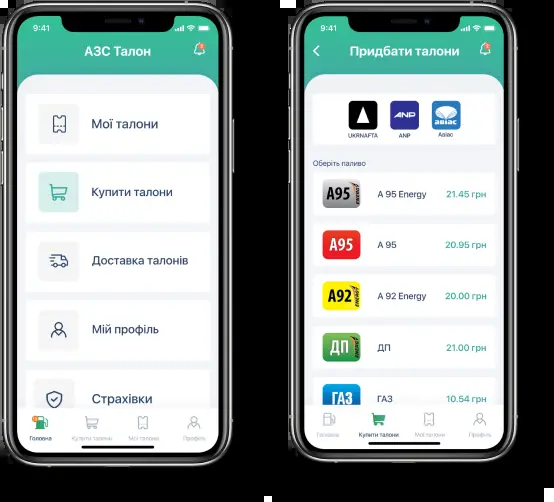 9:41
АЗС Талон
Мої талони
Купити талони
Доставка талонів
Мій профіль
Страхівки
Головна
Купити талони
Мої талони
Профіль
9:41
Придбати талони
UKRNAFTA
ANP
ANP
авіас
Авіас
Оберіть паливо
A95
A 95 Energy
21.45 грн
A95
A 95
20.95 грн
A92
A 92 Energy
20.00 грн
ДП
ДП
21.00 грн
ГАЗ
ГАЗ
10.54 грн
Головна
Купити талони
Мої талони
Профіль